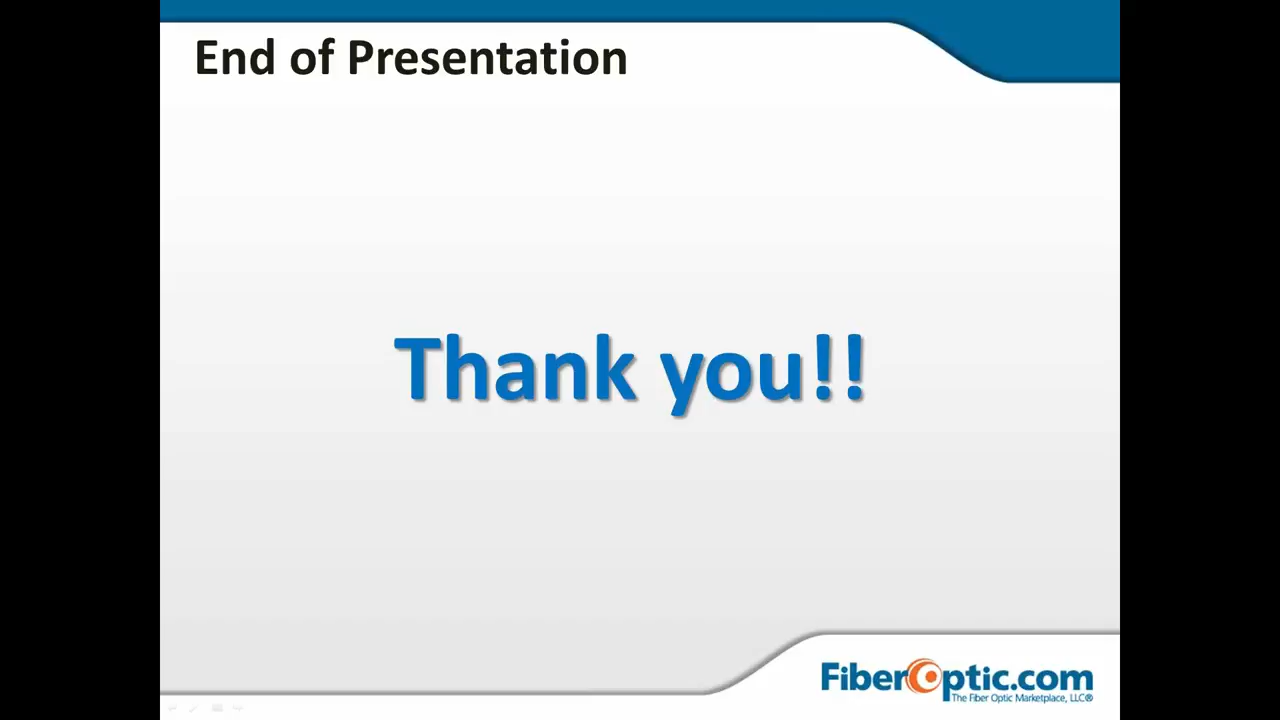 End of Presentation
Thank you!!
FiberOptic.com
The Fiber Optic Marketplace, LLC®